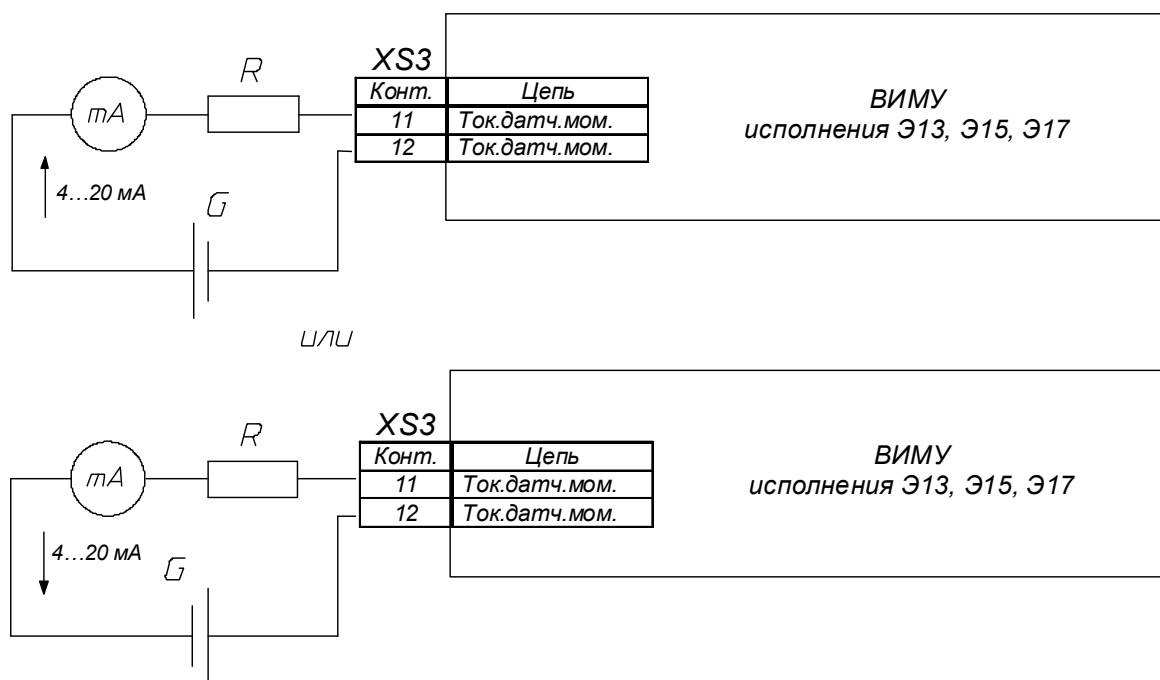 XS3
R
Конт. Цепь
mA
11 Ток.датч.мом.
12 Ток.датч.мом.
ВИМУ
исполнения Э13, Э15, Э17
4...20 мА
G
или
XS3
R
Конт. Цепь
mA
11 Ток.датч.мом.
12 Ток.датч.мом.
ВИМУ
исполнения Э13, Э15, Э17
4...20 мА
G